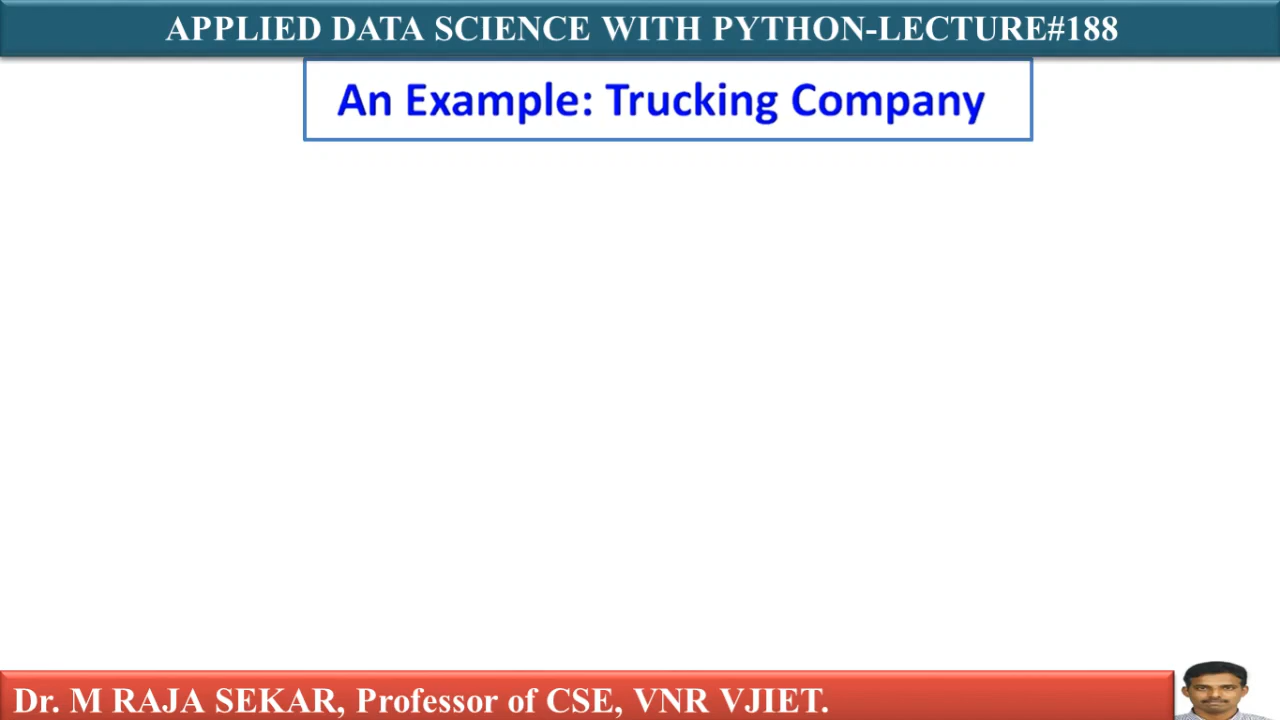 APPLIED DATA SCIENCE WITH PYTHON-LECTURE#188
An Example: Trucking Company
Dr. M RAJA SEKAR, Professor of CSE, VNR VJIET.